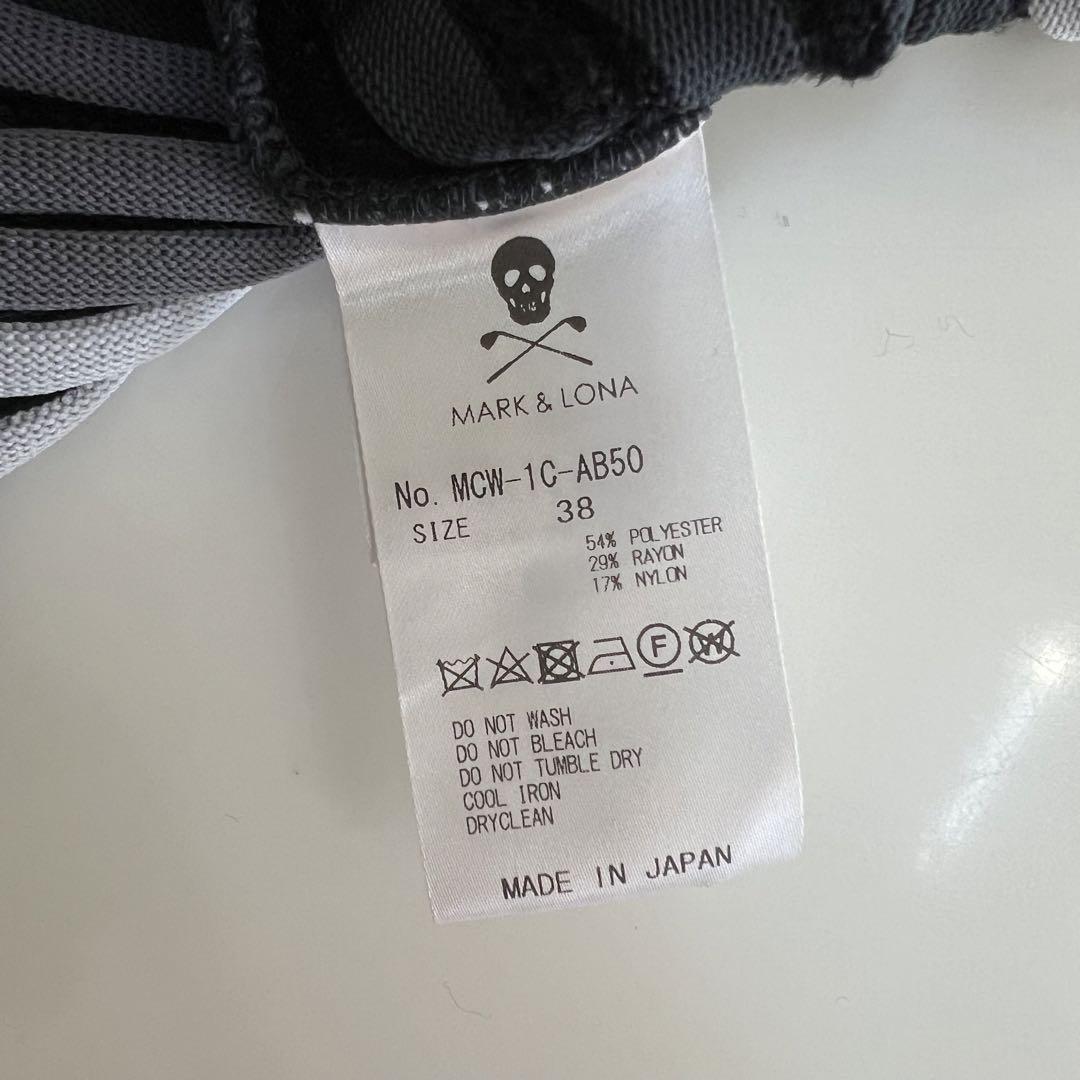 MARK & LONA
No. MCW-1C-AB50
SIZE 38
54% POLYESTER
29% RAYON
17% NYLON
F W
DO NOT WASH
DO NOT BLEACH
DO NOT TUMBLE DRY
COOL IRON
DRYCLEAN
MADE IN JAPAN